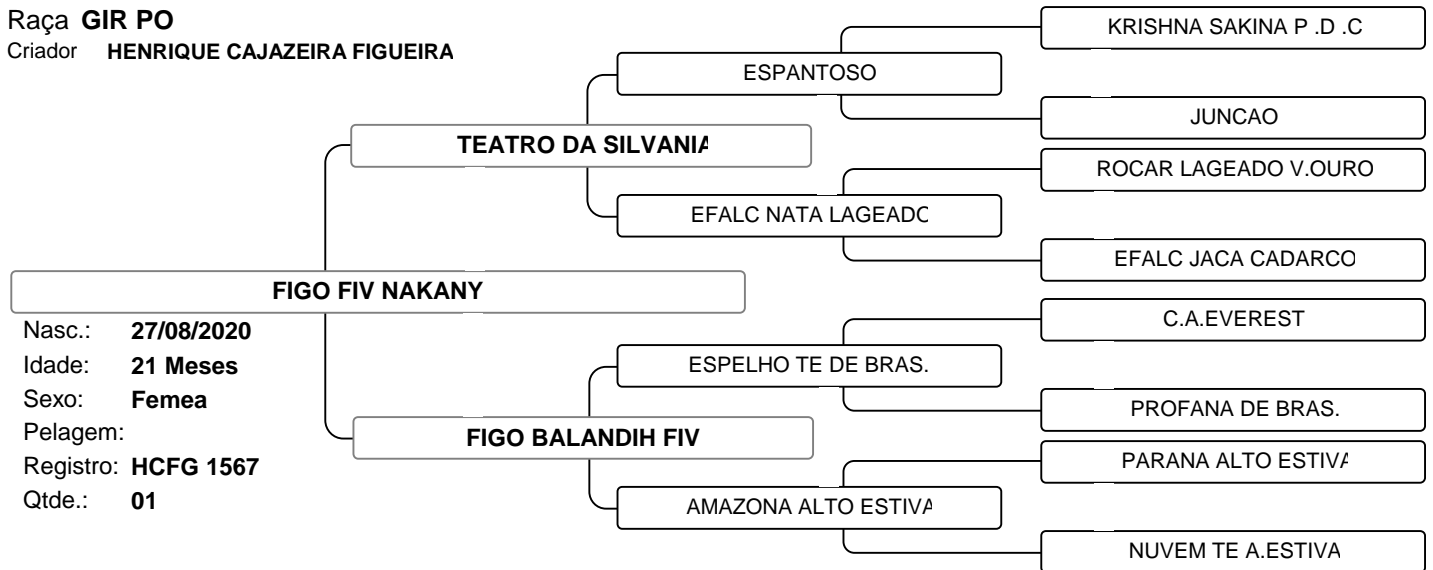 Raça GIR PO
Criador HENRIQUE CAJAZEIRA FIGUEIRA
KRISHNA SAKINA P .D .C
ESPANTOSO
JUNCAO
TEATRO DA SILVANIA
ROCAR LAGEADO V.OURO
EFALC NATA LAGEADO
EFALC JACA CADARCO
FIGO FIV NAKANY
C.A.EVEREST
ESPELHO TE DE BRAS.
PROFANA DE BRAS.
FIGO BALANDIH FIV
PARANA ALTO ESTIVA
AMAZONA ALTO ESTIVA
NUVEM TE A.ESTIVA
Nasc.: 27/08/2020
Idade: 21 Meses
Sexo: Femea
Pelagem:
Registro: HCFG 1567
Qtde.: 01